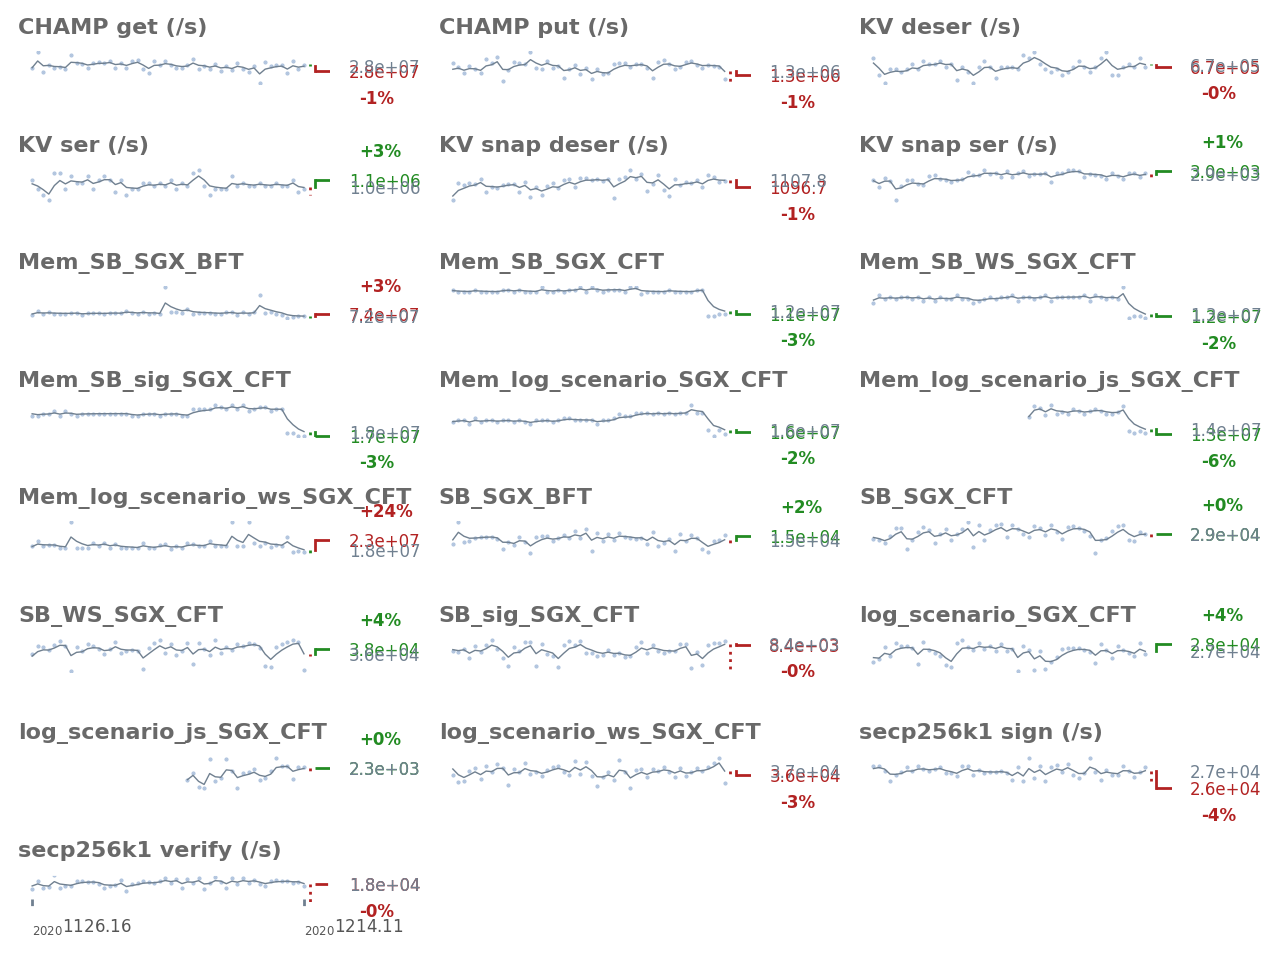 CHAMP get (/s)
2.8e+07
2.8e+07
-1%
CHAMP put (/s)
1.3e+06
1.3e+06
-1%
KV deser (/s)
6.7e+05
6.7e+05
-0%
KV ser (/s)
+3%
1.1e+06
1.0e+06
KV snap deser (/s)
1107.8
1096.7
-1%
KV snap ser (/s)
+1%
3.0e+03
2.9e+03
Mem_SB_SGX_BFT
+3%
7.4e+07
7.2e+07
Mem_SB_SGX_CFT
1.2e+07
1.1e+07
-3%
Mem_SB_WS_SGX_CFT
1.2e+07
-2%
Mem_SB_sig_SGX_CFT
1.8e+07
1.7e+07
-3%
Mem_log_scenario_SGX_CFT
1.6e+07
1.6e+07
-2%
Mem_log_scenario_js_SGX_CFT
1.4e+07
1.3e+07
-6%
Mem_log_scenario_ws_SGX_CFT
+24%
2.3e+07
1.8e+07
SB_SGX_BFT
+2%
1.5e+04
1.5e+04
SB_SGX_CFT
+0%
2.9e+04
SB_WS_SGX_CFT
+4%
3.8e+04
3.6e+04
SB_sig_SGX_CFT
8.4e+03
8.4e+03
-0%
log_scenario_SGX_CFT
+4%
2.8e+04
2.7e+04
log_scenario_js_SGX_CFT
+0%
2.3e+03
log_scenario_ws_SGX_CFT
3.7e+04
3.6e+04
-3%
secp256k1 sign (/s)
2.7e+04
2.6e+04
-4%
secp256k1 verify (/s)
1.8e+04
-0%
2020 1126.16
2020 1214.11